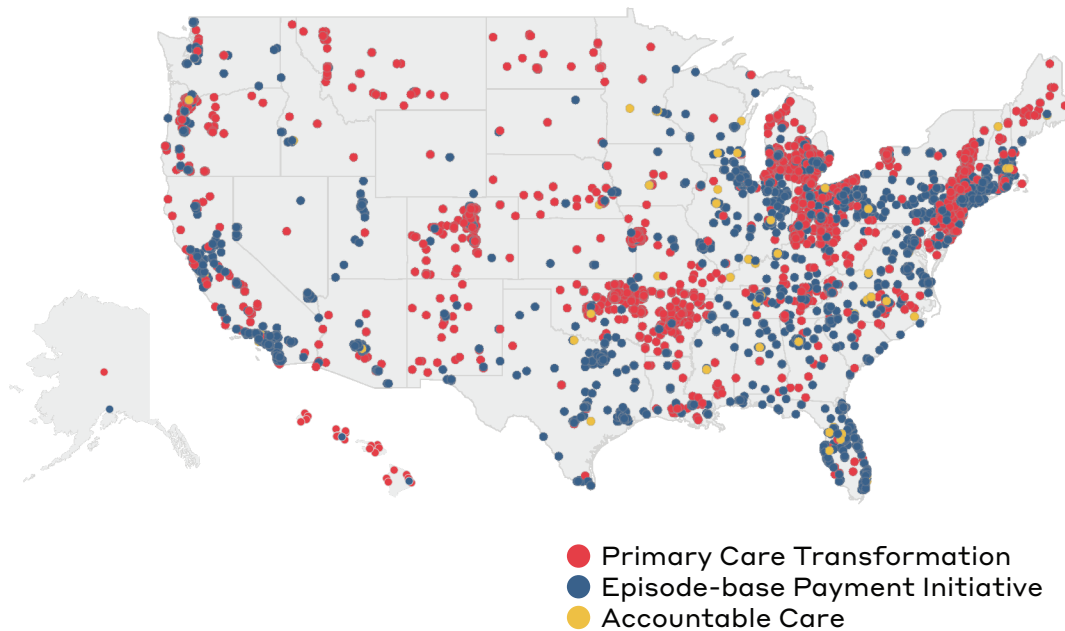 Primary Care Transformation
Episode-base Payment Initiative
Accountable Care